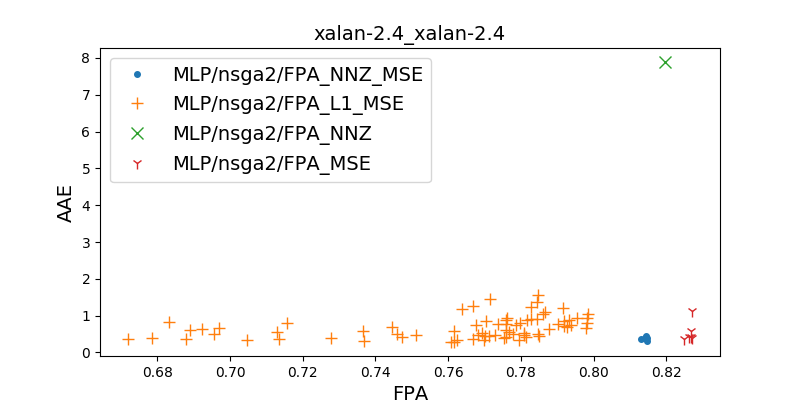 xalan-2.4_xalan-2.4
MLP/nsga2/FPA_NNZ_MSE
MLP/nsga2/FPA_L1_MSE
MLP/nsga2/FPA_NNZ
MLP/nsga2/FPA_MSE
AAE
8
7
6
5
4
3
2
1
0
0.68 0.70 0.72 0.74 0.76 0.78 0.80 0.82
FPA